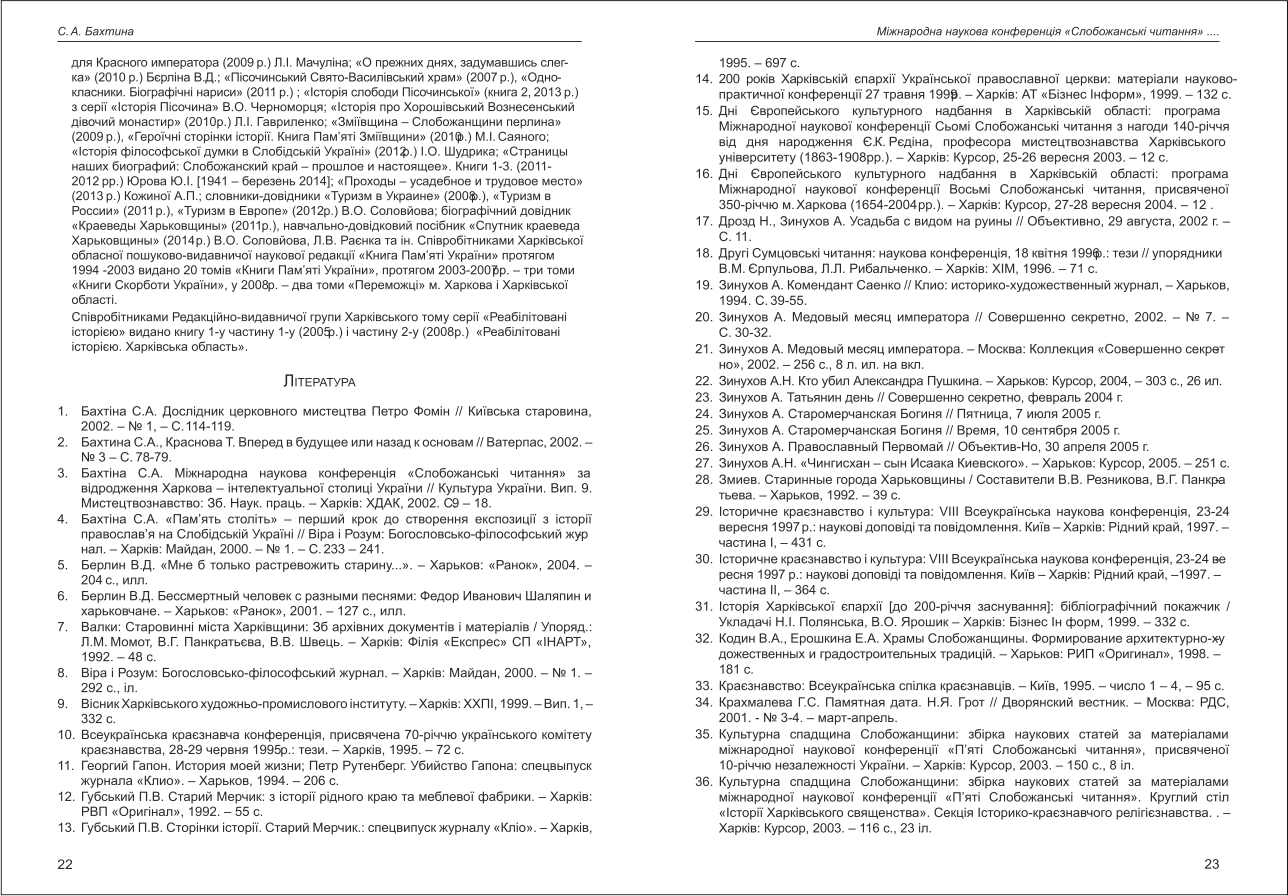 С. А. Бахтина
для Красного императора (2009 р.) Л.І. Мачуліна; «О прежних днях, задумавшись слег-
ка» (2010 р.) Бєрліна В.Д.; «Пісочинський Свято-Василівський храм» (2007 р.), «Одно-
класники. Біографічні нариси» (2011 р.) ; «Історія слободи Пісочинської» (книга 2, 2013 р.)
з серії «Історія Пісочина» В.О. Черноморця; «Історія про Хорошівський Вознесенський
дівочий монастир» (2010р.) Л.І. Гавриленко; «Зміївщина – Слобожанщини перлина»
(2009 р.), «Героїчні сторінки історії. Книга Пам'яті Зміївщини» (2010р.) М.І. Саяного;
«Історія філософської думки в Слобідській Україні» (2012р.) І.О. Шудрика; «Страницы
наших биографий: Слобожанский край – прошлое и настоящее». Книги 1-3. (2011-
2012 рр.) Юрова Ю.І. [1941 – березень 2014]; «Проходы – усадебное и трудовое место»
(2013 р.) Кожиної А.П.; словники-довідники «Туризм в Украине» (2008р.), «Туризм в
России» (2011р.), «Туризм в Европе» (2012р.) В.О. Соловйова; біографічний довідник
«Краеведы Харьковщины» (2011р.), навчально-довідковий посібник «Спутник краеведа
Харьковщины» (2014р.) В.О. Соловйова, Л.В. Раєнка та ін. Співробітниками Харківської
обласної пошуково-видавничої наукової редакції «Книга Пам'яті України» протягом
1994 -2003 видано 20 томів «Книги Пам'яті України», протягом 2003-2007рр. – три томи
«Книги Скорботи України», у 2008р. – два томи «Переможці» м. Харкова і Харківської
області.
Співробітниками Редакційно-видавничої групи Харківського тому серії «Реабілітовані
історією» видано книгу 1-у частину 1-у (2005р.) і частину 2-у (2008р.) «Реабілітовані
історією. Харківська область».
Література
1. Бахтіна С.А. Дослідник церковного мистецтва Петро Фомін // Київська старовина,
2002. – № 1, – С. 114-119.
2. Бахтина С.А., Краснова Т. Вперед в будущее или назад к основам // Ватерпас, 2002. –
№ 3 – С. 78-79.
3. Бахтіна С.А. Міжнародна наукова конференція «Слобожанські читання» за
відродження Харкова – інтелектуальної столиці України // Культура України. Вип. 9.
Мистецтвознавство: Зб. Наук. праць. – Харків: ХДАК, 2002. С9 – 18.
4. Бахтіна С.А. «Пам'ять століть» – перший крок до створення експозиції з історії
православ'я на Слобідській Україні // Віра і Розум: Богословсько-філософський жур
нал. – Харків: Майдан, 2000. – № 1. – С. 233 – 241.
5. Берлин В.Д. «Мне б только растревожить старину...». – Харьков: «Ранок», 2004. –
204 с., илл.
6. Берлин В.Д. Бессмертный человек с разными песнями: Федор Иванович Шаляпин и
харьковчане. – Харьков: «Ранок», 2001. – 127 с., илл.
7. Валки: Старовинні міста Харківщини: Зб архівних документів і матеріалів / Упоряд.:
Л.М. Момот, В.Г. Панкратьєва, В.В. Швець. – Харків: Філія «Експрес» СП «ІНАРТ»,
1992. – 48 с.
8. Віра і Розум: Богословсько-філософський журнал. – Харків: Майдан, 2000. – № 1. –
292 с., іл.
9. Вісник Харківського художньо-промислового інституту. – Харків: ХХПІ, 1999. – Вип. 1, –
332 с.
10. Всеукраїнська краєзнавча конференція, присвячена 70-річчю українського комітету
краєзнавства, 28-29 червня 1995р.: тези. – Харків, 1995. – 72 с.
11. Георгий Гапон. История моей жизни; Петр Рутенберг. Убийство Гапона: спецвыпуск
журнала «Клио». – Харьков, 1994. – 206 с.
12. Губський П.В. Старий Мерчик: з історії рідного краю та меблевої фабрики. – Харків:
РВП «Оригінал», 1992. – 55 с.
13. Губський П.В. Сторінки історії. Старий Мерчик.: спецвипуск журналу «Кліо». – Харків,
22
Міжнародна наукова конференція «Слобожанські читання» ....
1995. – 697 с.
14. 200 років Харківській єпархії Української православної церкви: матеріали науково-
практичної конференції 27 травня 1999р. – Харків: АТ «Бізнес Інформ», 1999. – 132 с.
15. Дні Європейського культурного надбання в Харківській області: програма
Міжнародної наукової конференції Сьомі Слобожанські читання з нагоди 140-річчя
від дня народження Є.К. Рєдіна, професора мистецтвознавства Харківського
університету (1863-1908рр.). – Харків: Курсор, 25-26 вересня 2003. – 12 с.
16. Дні Європейського культурного надбання в Харківській області: програма
Міжнародної наукової конференції Восьмі Слобожанські читання, присвяченої
350-річчю м. Харкова (1654-2004рр.). – Харків: Курсор, 27-28 вересня 2004. – 12 .
17. Дрозд Н., Зинухов А. Усадьба с видом на руины // Объективно, 29 августа, 2002 г. –
С. 11.
18. Другі Сумцовські читання: наукова конференція, 18 квітня 1996р.: тези // упорядники
В.М. Єрпульова, Л.Л. Рибальченко. – Харків: ХІМ, 1996. – 71 с.
19. Зинухов А. Комендант Саенко // Клио: историко-художественный журнал, – Харьков,
1994. С. 39-55.
20. Зинухов А. Медовый месяц императора // Совершенно секретно, 2002. – № 7. –
С. 30-32.
21. Зинухов А. Медовый месяц императора. – Москва: Коллекция «Совершенно секрет-
но», 2002. – 256 с., 8 л. ил. на вкл.
22. Зинухов А.Н. Кто убил Александра Пушкина. – Харьков: Курсор, 2004, – 303 с., 26 ил.
23. Зинухов А. Татьянин день // Совершенно секретно, февраль 2004 г.
24. Зинухов А. Старомерчанская Богиня // Пятница, 7 июля 2005 г.
25. Зинухов А. Старомерчанская Богиня // Время, 10 сентября 2005 г.
26. Зинухов А. Православный Первомай // Объектив-Но, 30 апреля 2005 г.
27. Зинухов А.Н. «Чингисхан – сын Исаака Киевского». – Харьков: Курсор, 2005. – 251 с.
28. Змиев. Старинные города Харьковщины / Составители В.В. Резникова, В.Г. Панкра-
тьева. – Харьков, 1992. – 39 с.
29. Історичне краєзнавство і культура: VIII Всеукраїнська наукова конференція, 23-24
вересня 1997 р.: наукові доповіді та повідомлення. Київ – Харків: Рідний край, 1997. –
частина І, – 431 с.
30. Історичне краєзнавство і культура: VIII Всеукраїнська наукова конференція, 23-24 ве-
ресня 1997 р.: наукові доповіді та повідомлення. Київ – Харків: Рідний край, –1997. –
частина ІІ, – 364 с.
31. Історія Харківської єпархії [до 200-річчя заснування]: бібліографічний покажчик /
Укладачі Н.І. Полянська, В.О. Ярошик – Харків: Бізнес Ін форм, 1999. – 332 с.
32. Кодин В.А., Ерошкина Е.А. Храмы Слобожанщины. Формирование архитектурно-ху-
дожественных и градостроительных традицій. – Харьков: РИП «Оригинал», 1998. –
181 с.
33. Краєзнавство: Всеукраїнська спілка краєзнавців. – Київ, 1995. – число 1 – 4, – 95 с.
34. Крахмалева Г.С. Памятная дата. Н.Я. Грот // Дворянский вестник. – Москва: РДС,
2001. - № 3-4. – март-апрель.
35. Культурна спадщина Слобожанщини: збірка наукових статей за матеріалами
міжнародної наукової конференції «П'яті Слобожанські читання», присвяченої
10-річчю незалежності України. – Харків: Курсор, 2003. – 150 с., 8 іл.
36. Культурна спадщина Слобожанщини: збірка наукових статей за матеріалами
міжнародної наукової конференції «П'яті Слобожанські читання». Круглий стіл
«Історії Харківського священства». Секція Історико-краєзнавчого релігієзнавства. . –
Харків: Курсор, 2003. – 116 с., 23 іл.
23